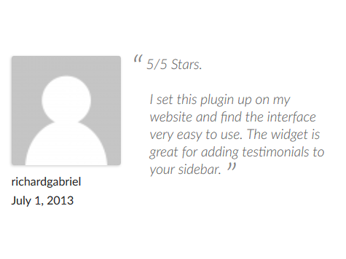 “ 5/5 Stars.
I set this plugin up on my
website and find the interface
very easy to use. The widget is
great for adding testimonials to
your sidebar. ”
richardgabriel
July 1, 2013